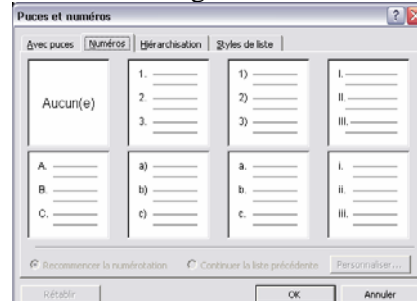 Puces et numéros
Avec puces Numéros Hiérarchisation Styles de liste
Aucun(e)
1.
2.
3.
1)
2)
3)
I.
II.
III.
A.
B.
C.
a)
b)
c)
a.
b.
c.
i.
ii.
iii.
Recommencer la numérotation Continuer la liste précédente Personnaliser...
Rétablir OK Annuler